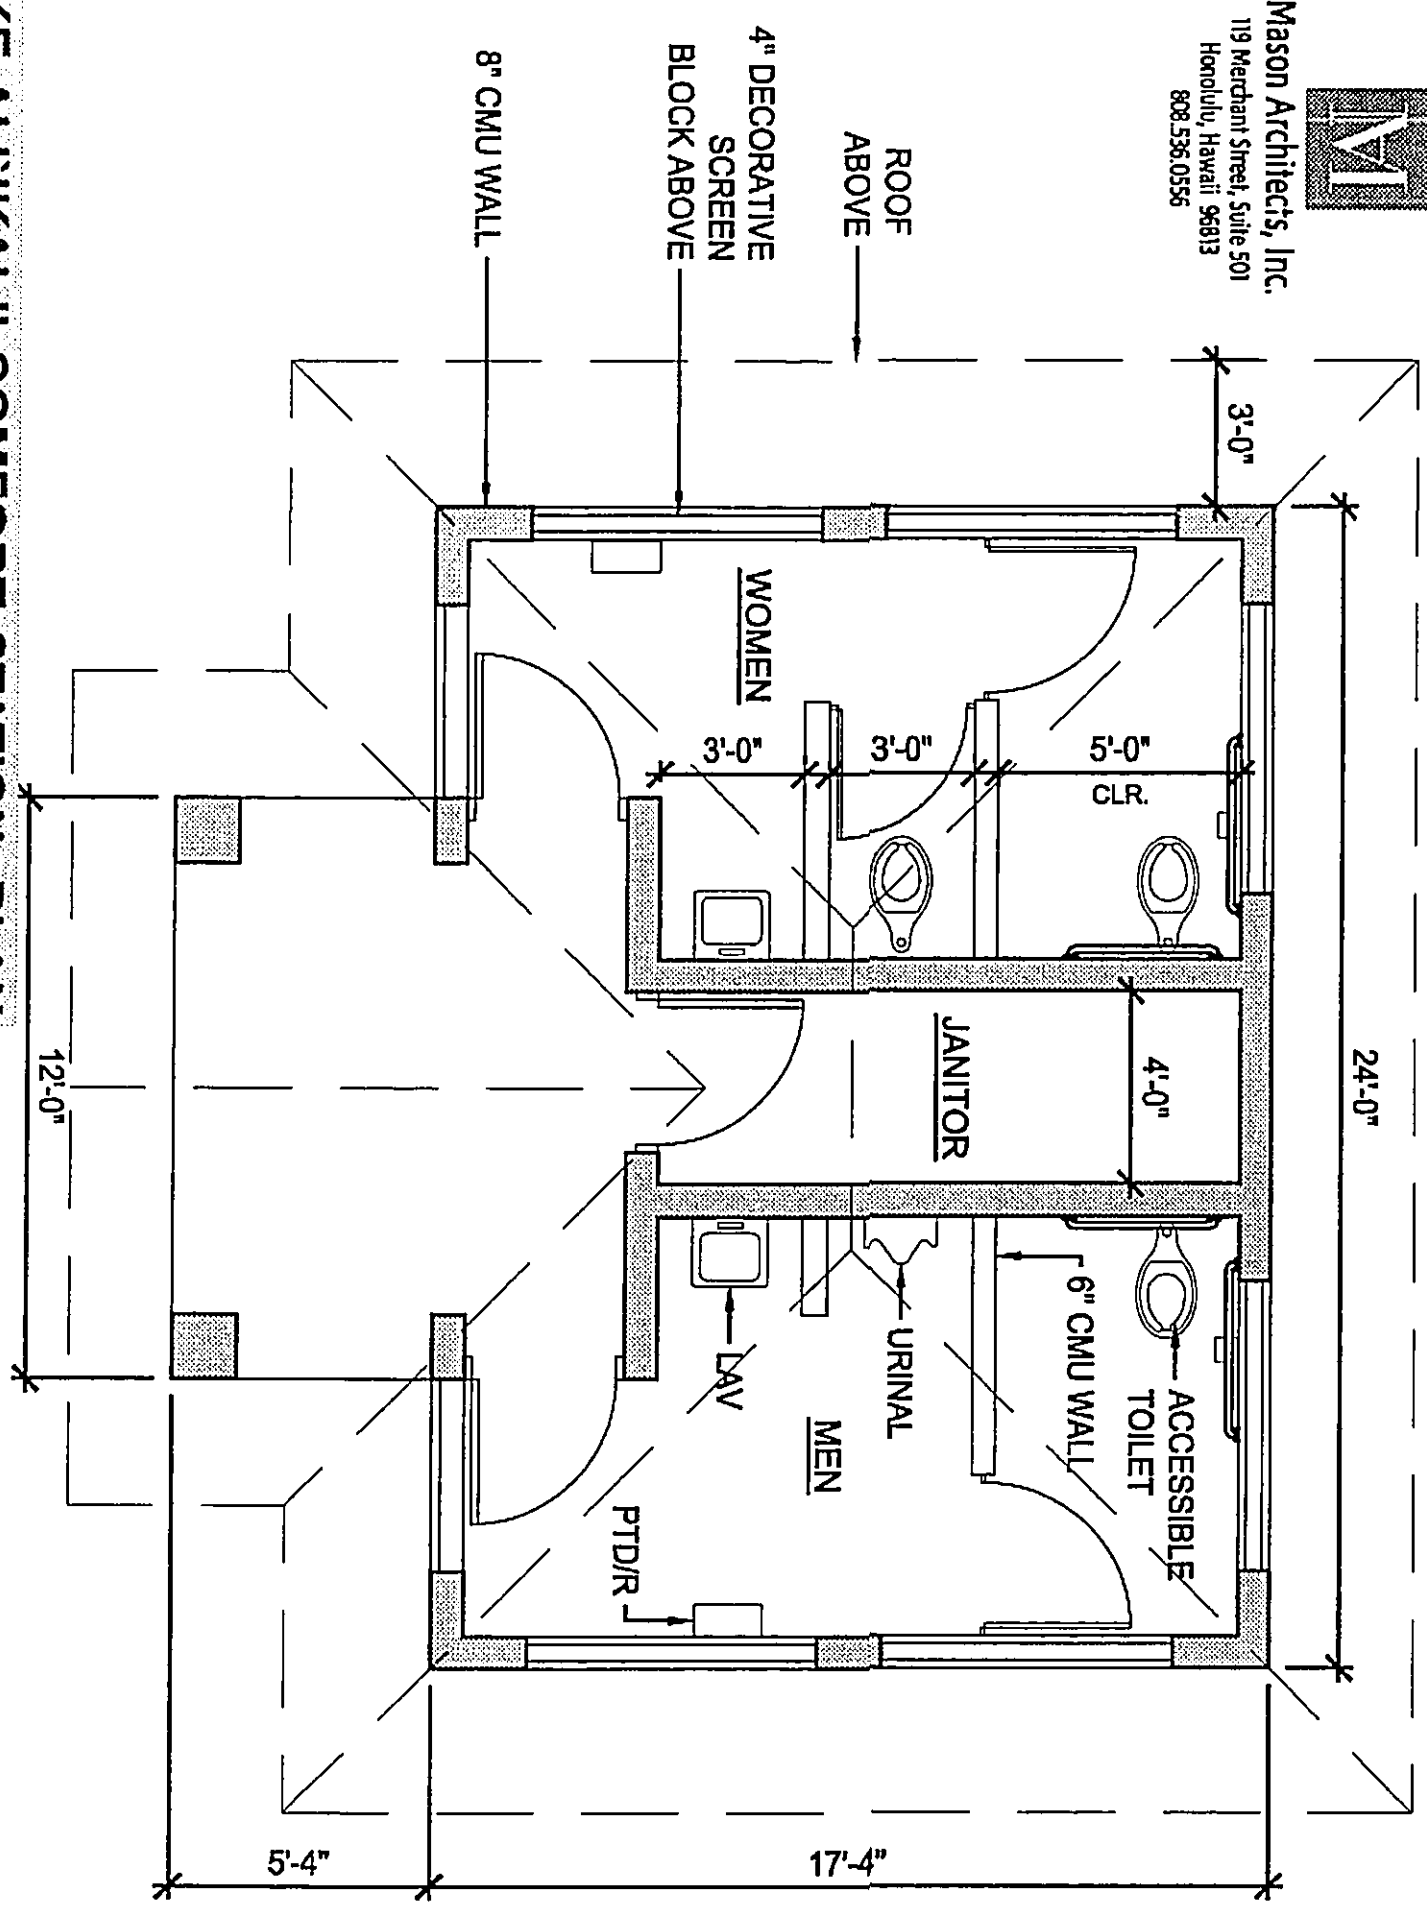 MA
Mason Architects, Inc.
119 Merchant Street, Suite 501
Honolulu, Hawaii 96813
808.536.0556
ROOF
ABOVE
4" DECORATIVE
SCREEN
BLOCK ABOVE
8" CMU WALL
3'-0"
24'-0"
WOMEN
3'-0"
3'-0"
5'-0"
CLR.
JANITOR
4'-0"
12'-0"
ACCESSIBLE
TOILET
6" CMU WALL
URINAL
LAV
MEN
PTD/R
5'-4"
17'-4"